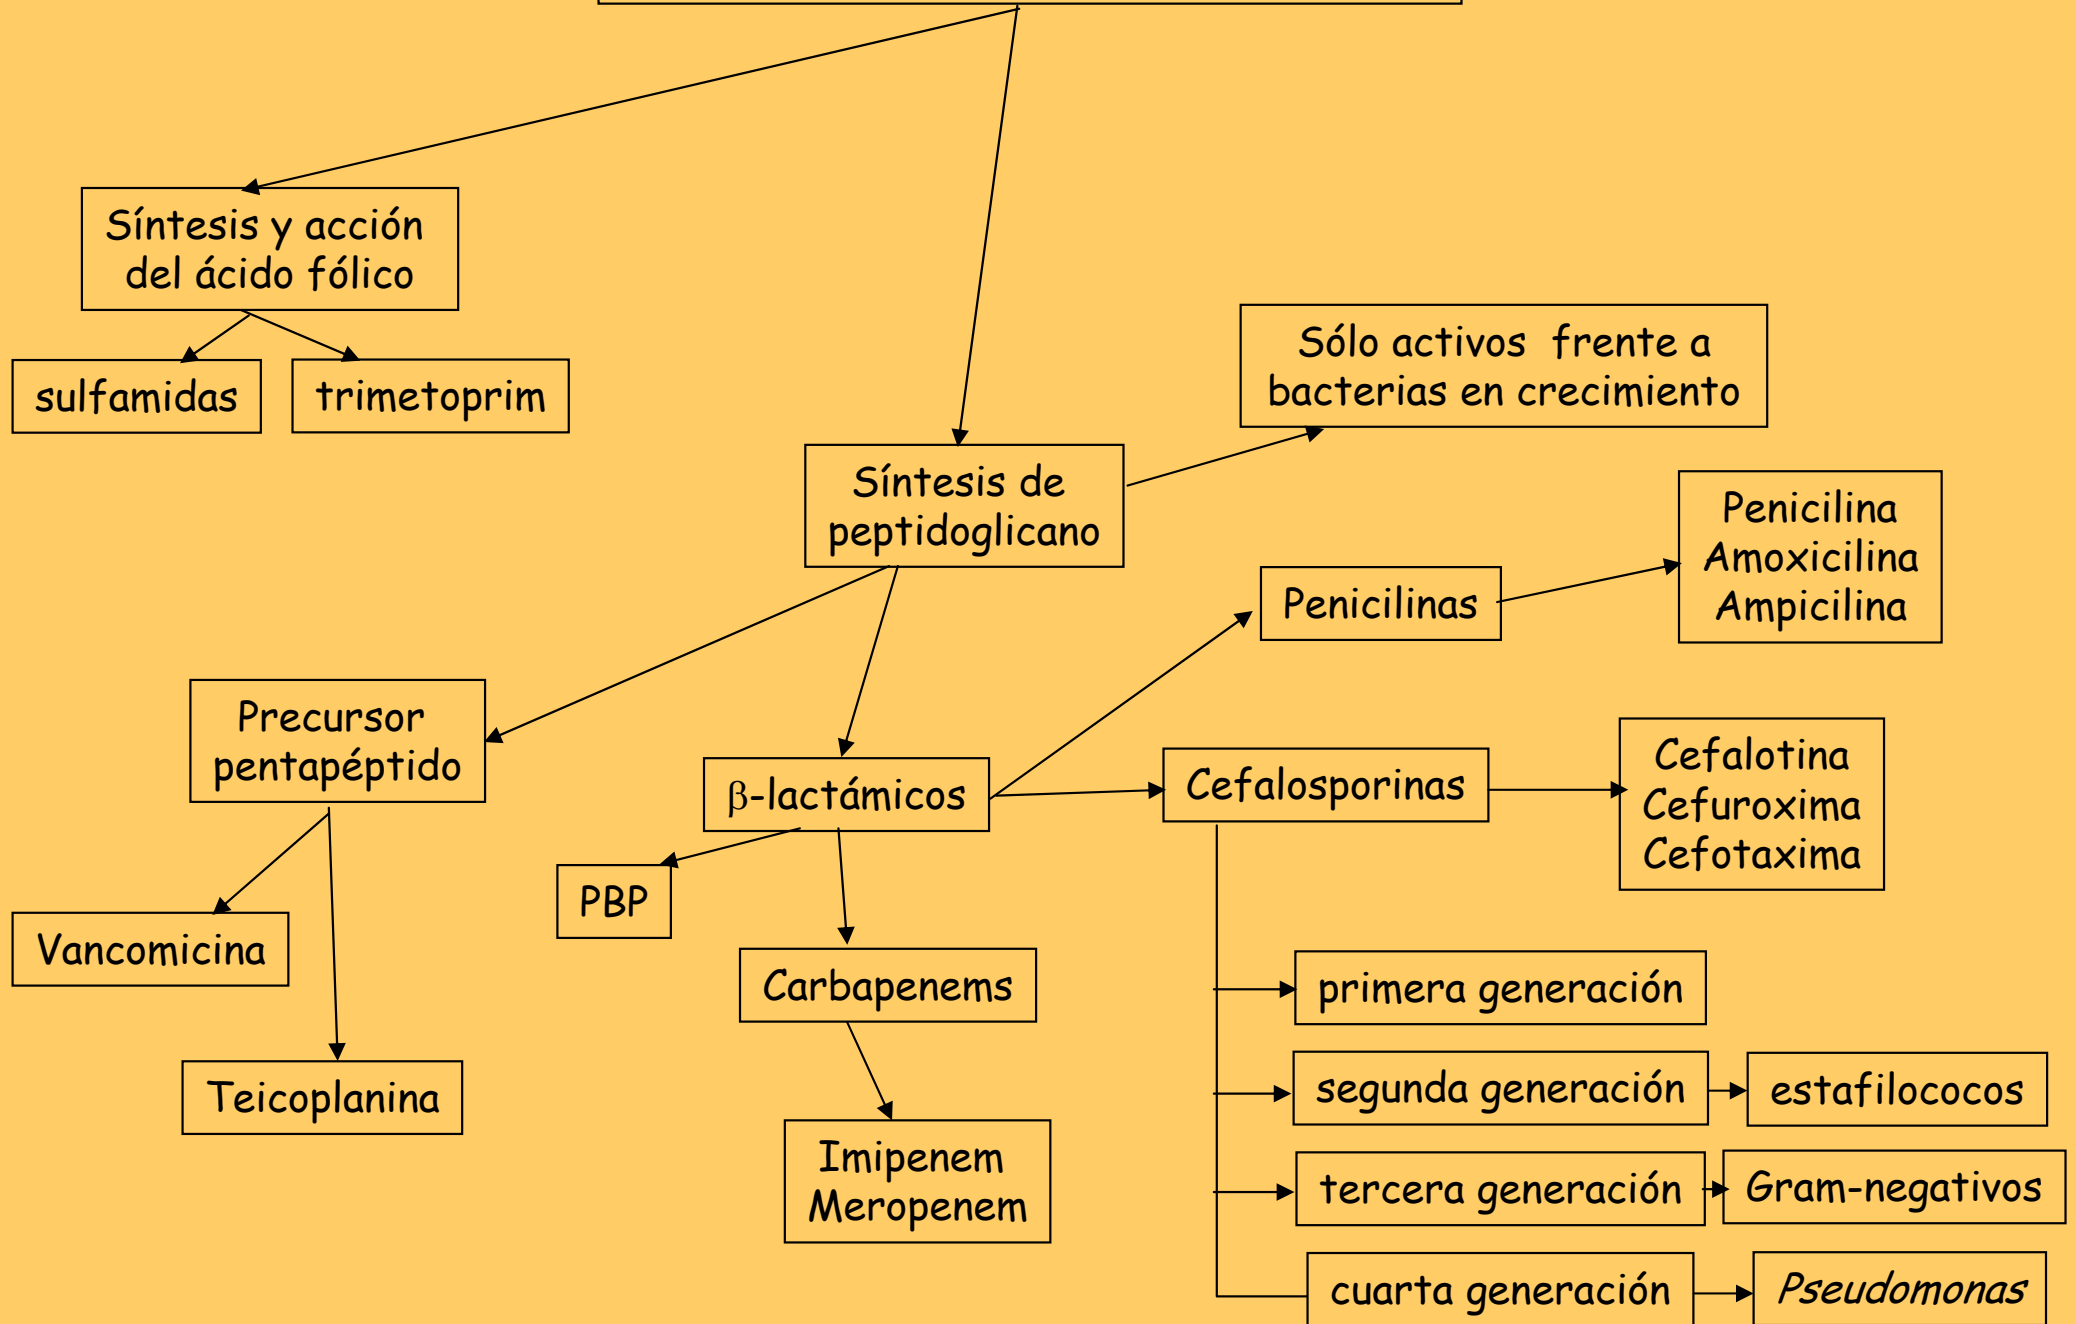 Síntesis y acción
del ácido fólico
sulfamidas
trimetoprim
Sólo activos frente a
bacterias en crecimiento
Síntesis de
peptidoglicano
Penicilinas
Penicilina
Amoxicilina
Ampicilina
Precursor
pentapéptido
β-lactámicos
Cefalosporinas
Cefalotina
Cefuroxima
Cefotaxima
PBP
Vancomicina
Carbapenems
primera generación
Teicoplanina
segunda generación
estafilococos
Imipenem
Meropenem
tercera generación
Gram-negativos
cuarta generación
Pseudomonas